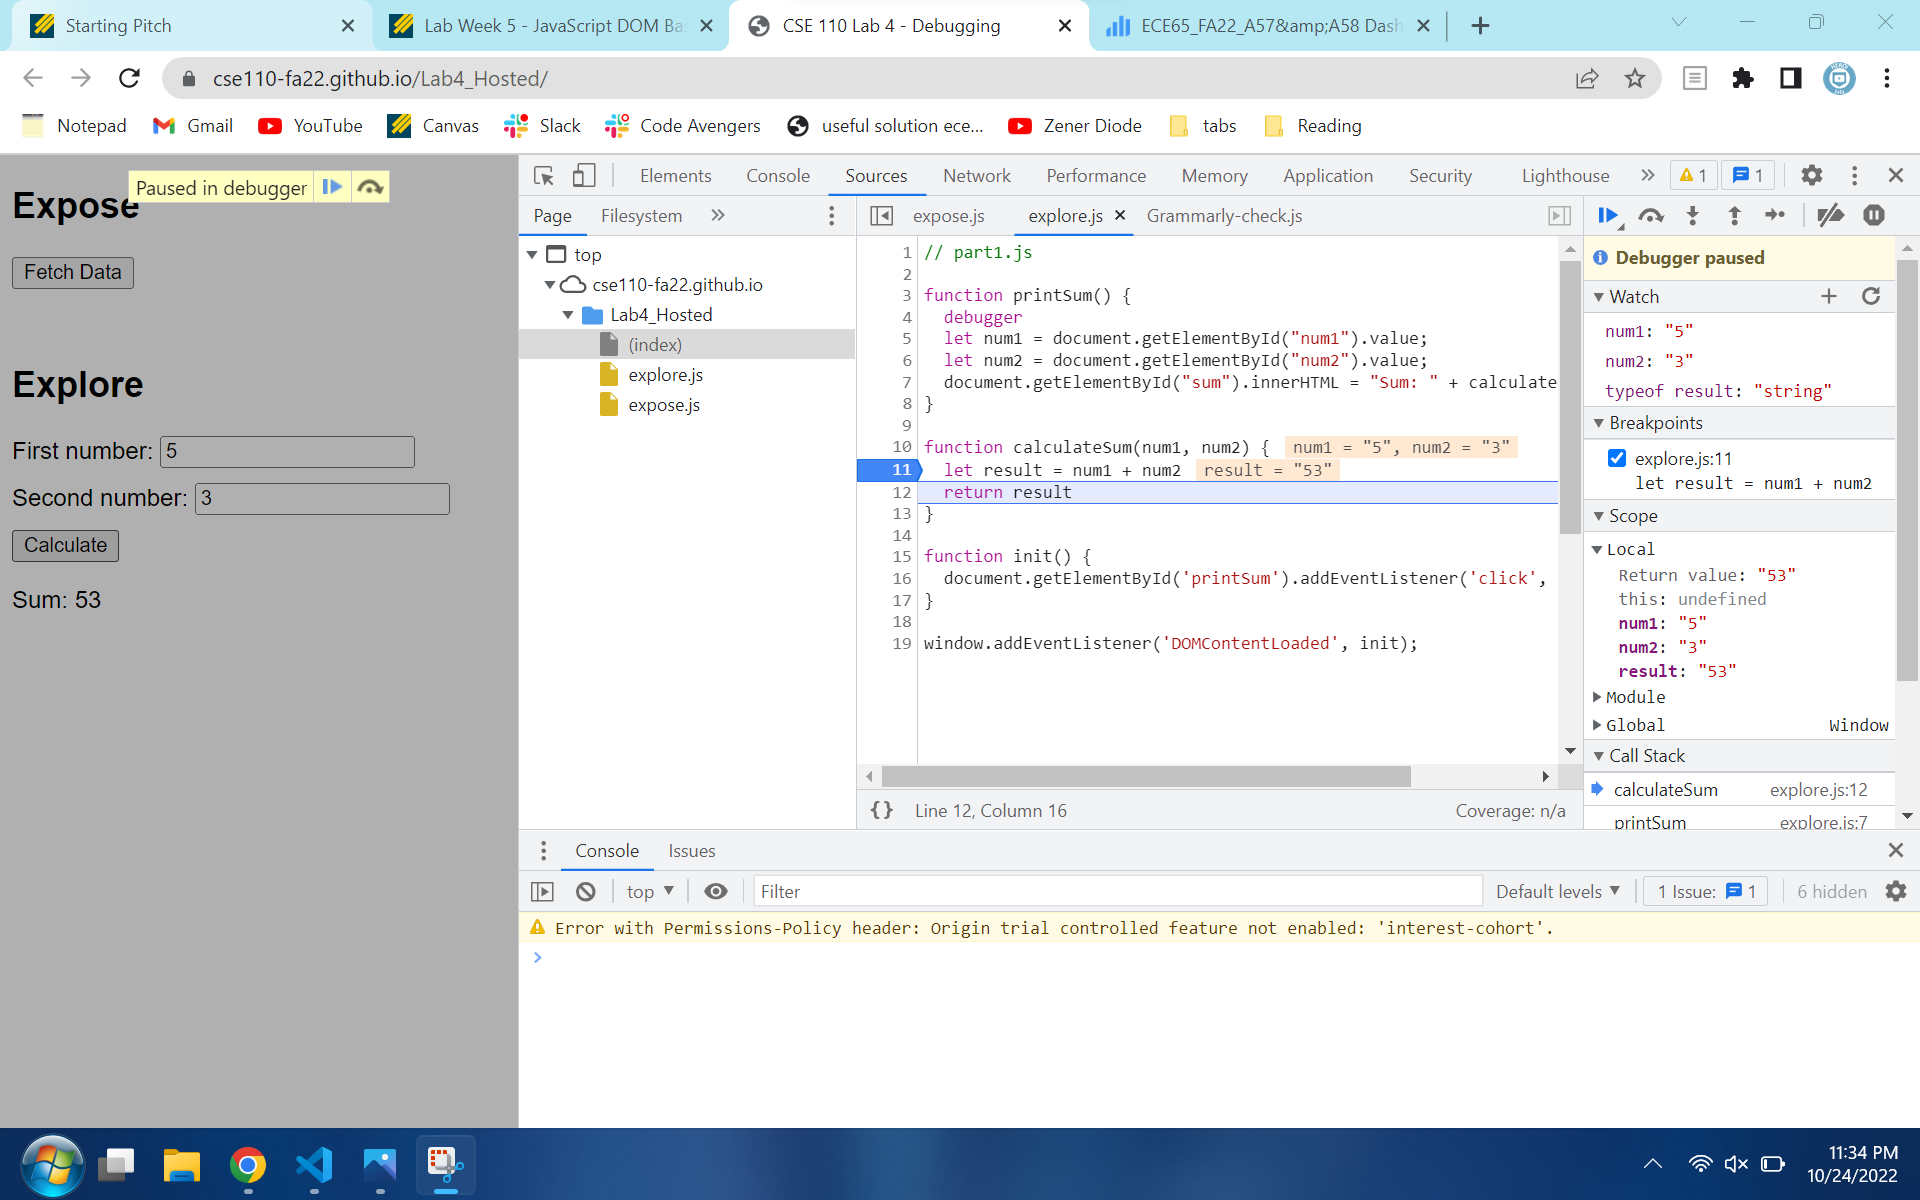 Starting Pitch
Lab Week 5 - JavaScript DOM Ba
CSE 110 Lab 4 - Debugging
ECE65_FA22_A57&amp;A58 Dash
cse110-fa22.github.io/Lab4_Hosted/
Notepad
Gmail
YouTube
Canvas
Slack
Code Avengers
useful solution ece...
Zener Diode
tabs
Reading
Paused in debugger
Expose
Fetch Data
Explore
First number: 5
Second number: 3
Calculate
Sum: 53
Elements Console Sources Network Performance Memory Application Security Lighthouse » 1 1
Page Filesystem »
top
cse110-fa22.github.io
Lab4_Hosted
(index)
explore.js
expose.js
expose.js explore.js Grammarly-check.js
1 // part1.js
2
3 function printSum() {
4 debugger
5 let num1 = document.getElementById("num1").value;
6 let num2 = document.getElementById("num2").value;
7 document.getElementById("sum").innerHTML = "Sum: " + calculate
8 }
9
10 function calculateSum(num1, num2) { num1 = "5", num2 = "3"
11 let result = num1 + num2 result = "53"
12 return result
13 }
14
15 function init() {
16 document.getElementById('printSum').addEventListener('click',
17 }
18
19 window.addEventListener('DOMContentLoaded', init);
{} Line 12, Column 16 Coverage: n/a
Debugger paused
Watch
num1: "5"
num2: "3"
typeof result: "string"
Breakpoints
explore.js:11
let result = num1 + num2
Scope
Local
Return value: "53"
this: undefined
num1: "5"
num2: "3"
result: "53"
Module
Global Window
Call Stack
calculateSum explore.js:12
printSum explore.js:7
Console Issues
top Filter Default levels 1 Issue: 1 6 hidden
Error with Permissions-Policy header: Origin trial controlled feature not enabled: 'interest-cohort'.
11:34 PM
10/24/2022